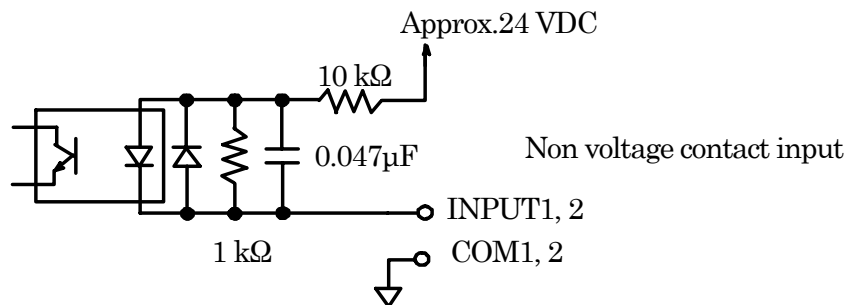 Approx.24 VDC
10 kΩ
0.047µF
Non voltage contact input
INPUT1, 2
1 kΩ
COM1, 2